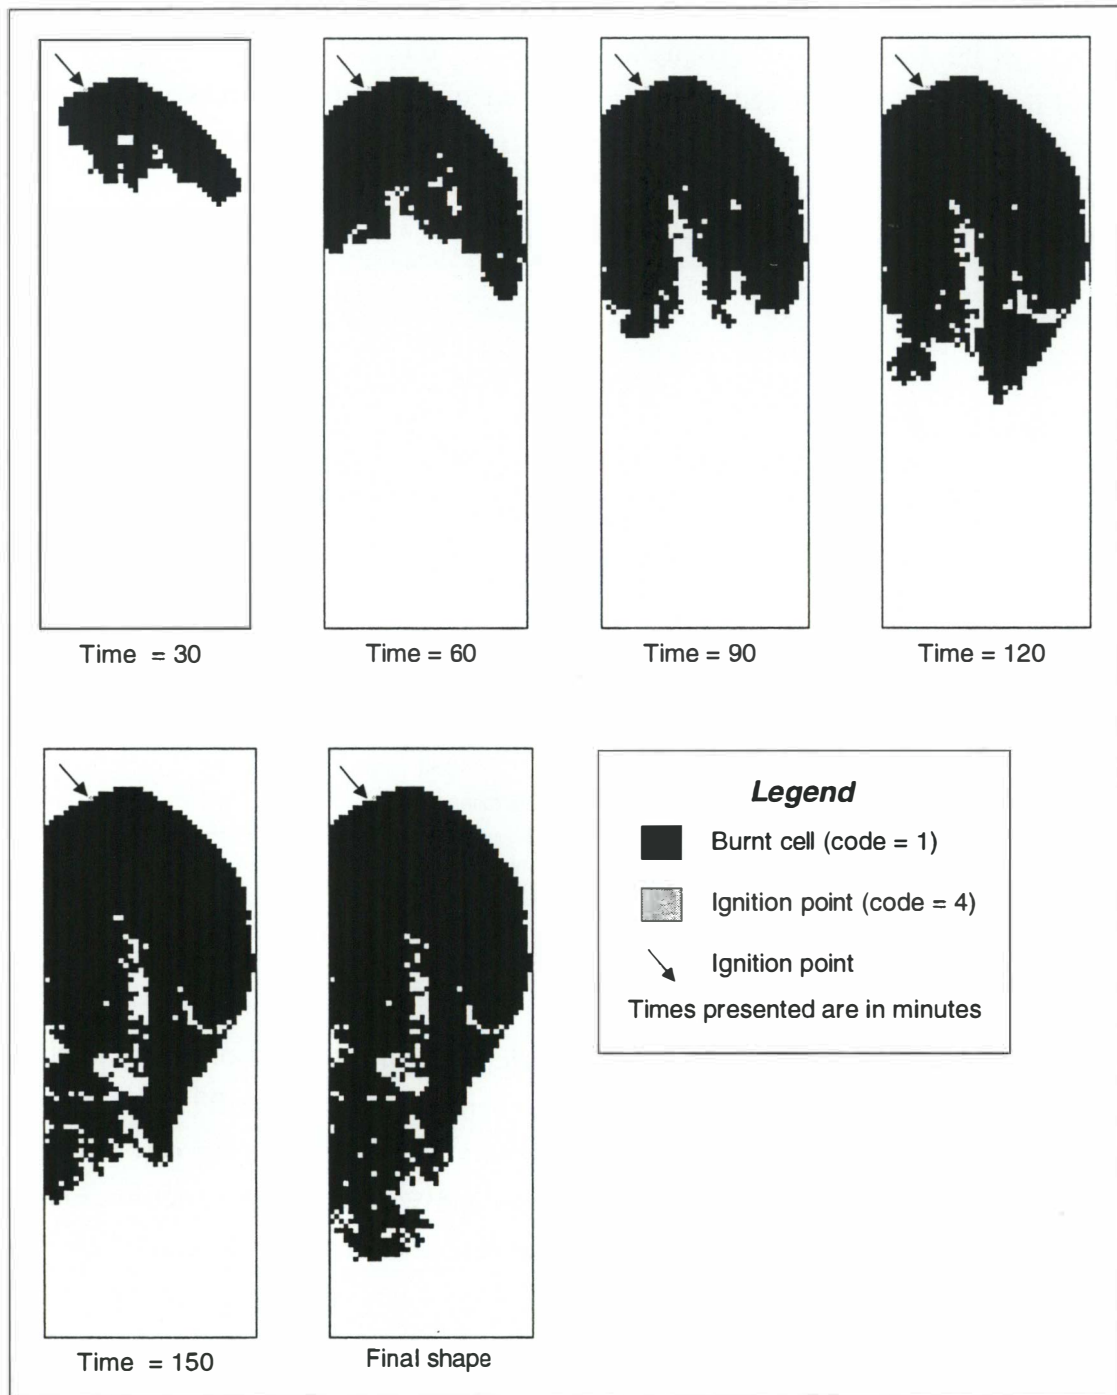 Time = 30
Time = 60
Time = 90
Time = 120
Time = 150
Final shape
Legend
Burnt cell (code = 1)
Ignition point (code = 4)
Ignition point
Times presented are in minutes